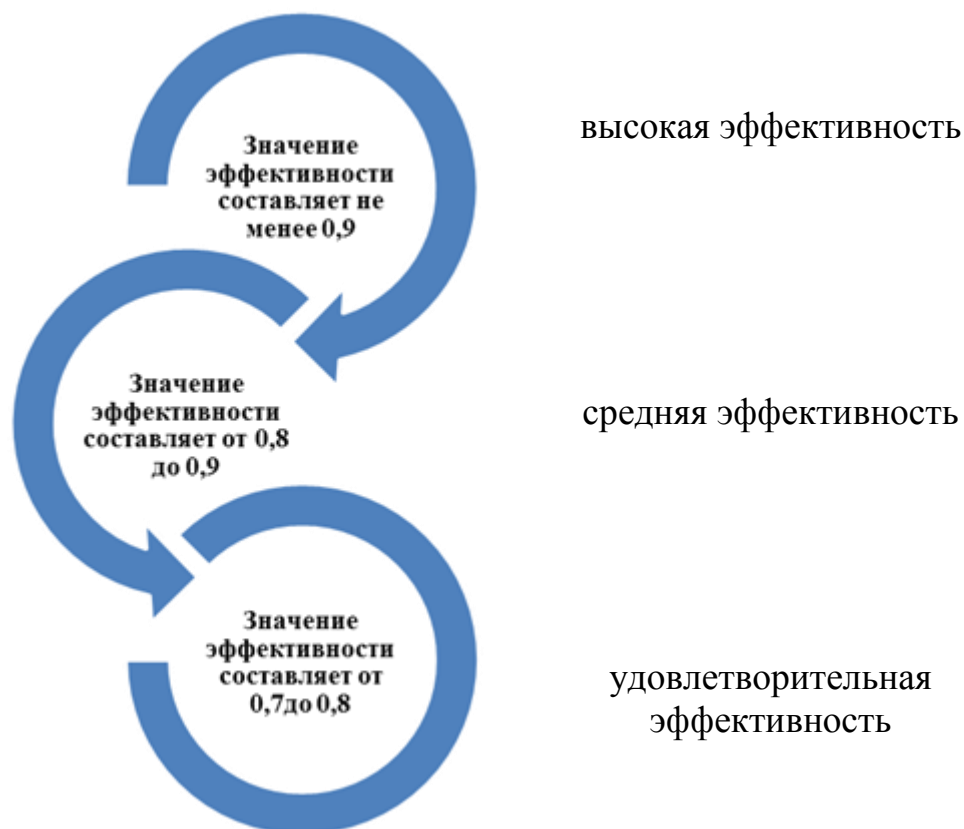 Значение
эффективности
составляет не
менее 0,9
высокая эффективность
Значение
эффективности
составляет от 0,8
до 0,9
средняя эффективность
Значение
эффективности
составляет от
0,7до 0,8
удовлетворительная
эффективность